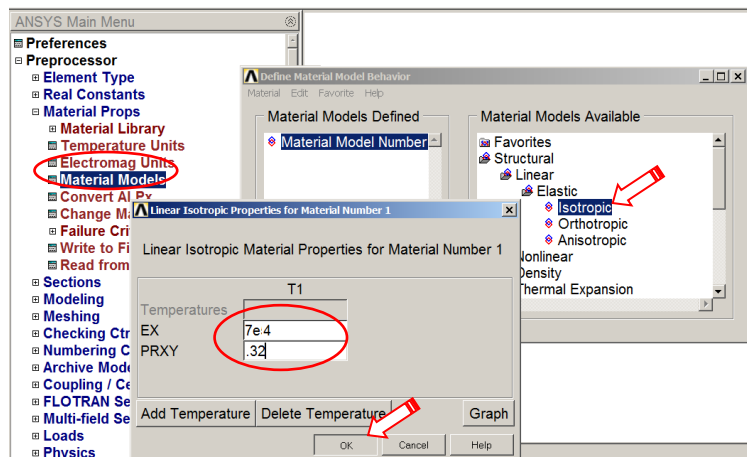 ANSYS Main Menu
Preferences
Preprocessor
Element Type
Real Constants
Material Props
Material Library
Temperature Units
Electromag Units
Material Models
Convert ALPx
Change Ma
Failure Cri
Write to Fi
Read from
Sections
Modeling
Meshing
Checking Ctr
Numbering C
Archive Mode
Coupling / Ce
FLOTRAN Se
Multi-field Se
Loads
Physics
Define Material Model Behavior
Material Edit Favorite Help
Material Models Defined
Material Model Number
Material Models Available
Favorites
Structural
Linear
Elastic
Isotropic
Orthotropic
Anisotropic
Nonlinear
Density
Thermal Expansion
Linear Isotropic Properties for Material Number 1
Linear Isotropic Material Properties for Material Number 1
T1
Temperatures
EX 7e4
PRXY .32
Add Temperature Delete Temperature Graph
OK Cancel Help